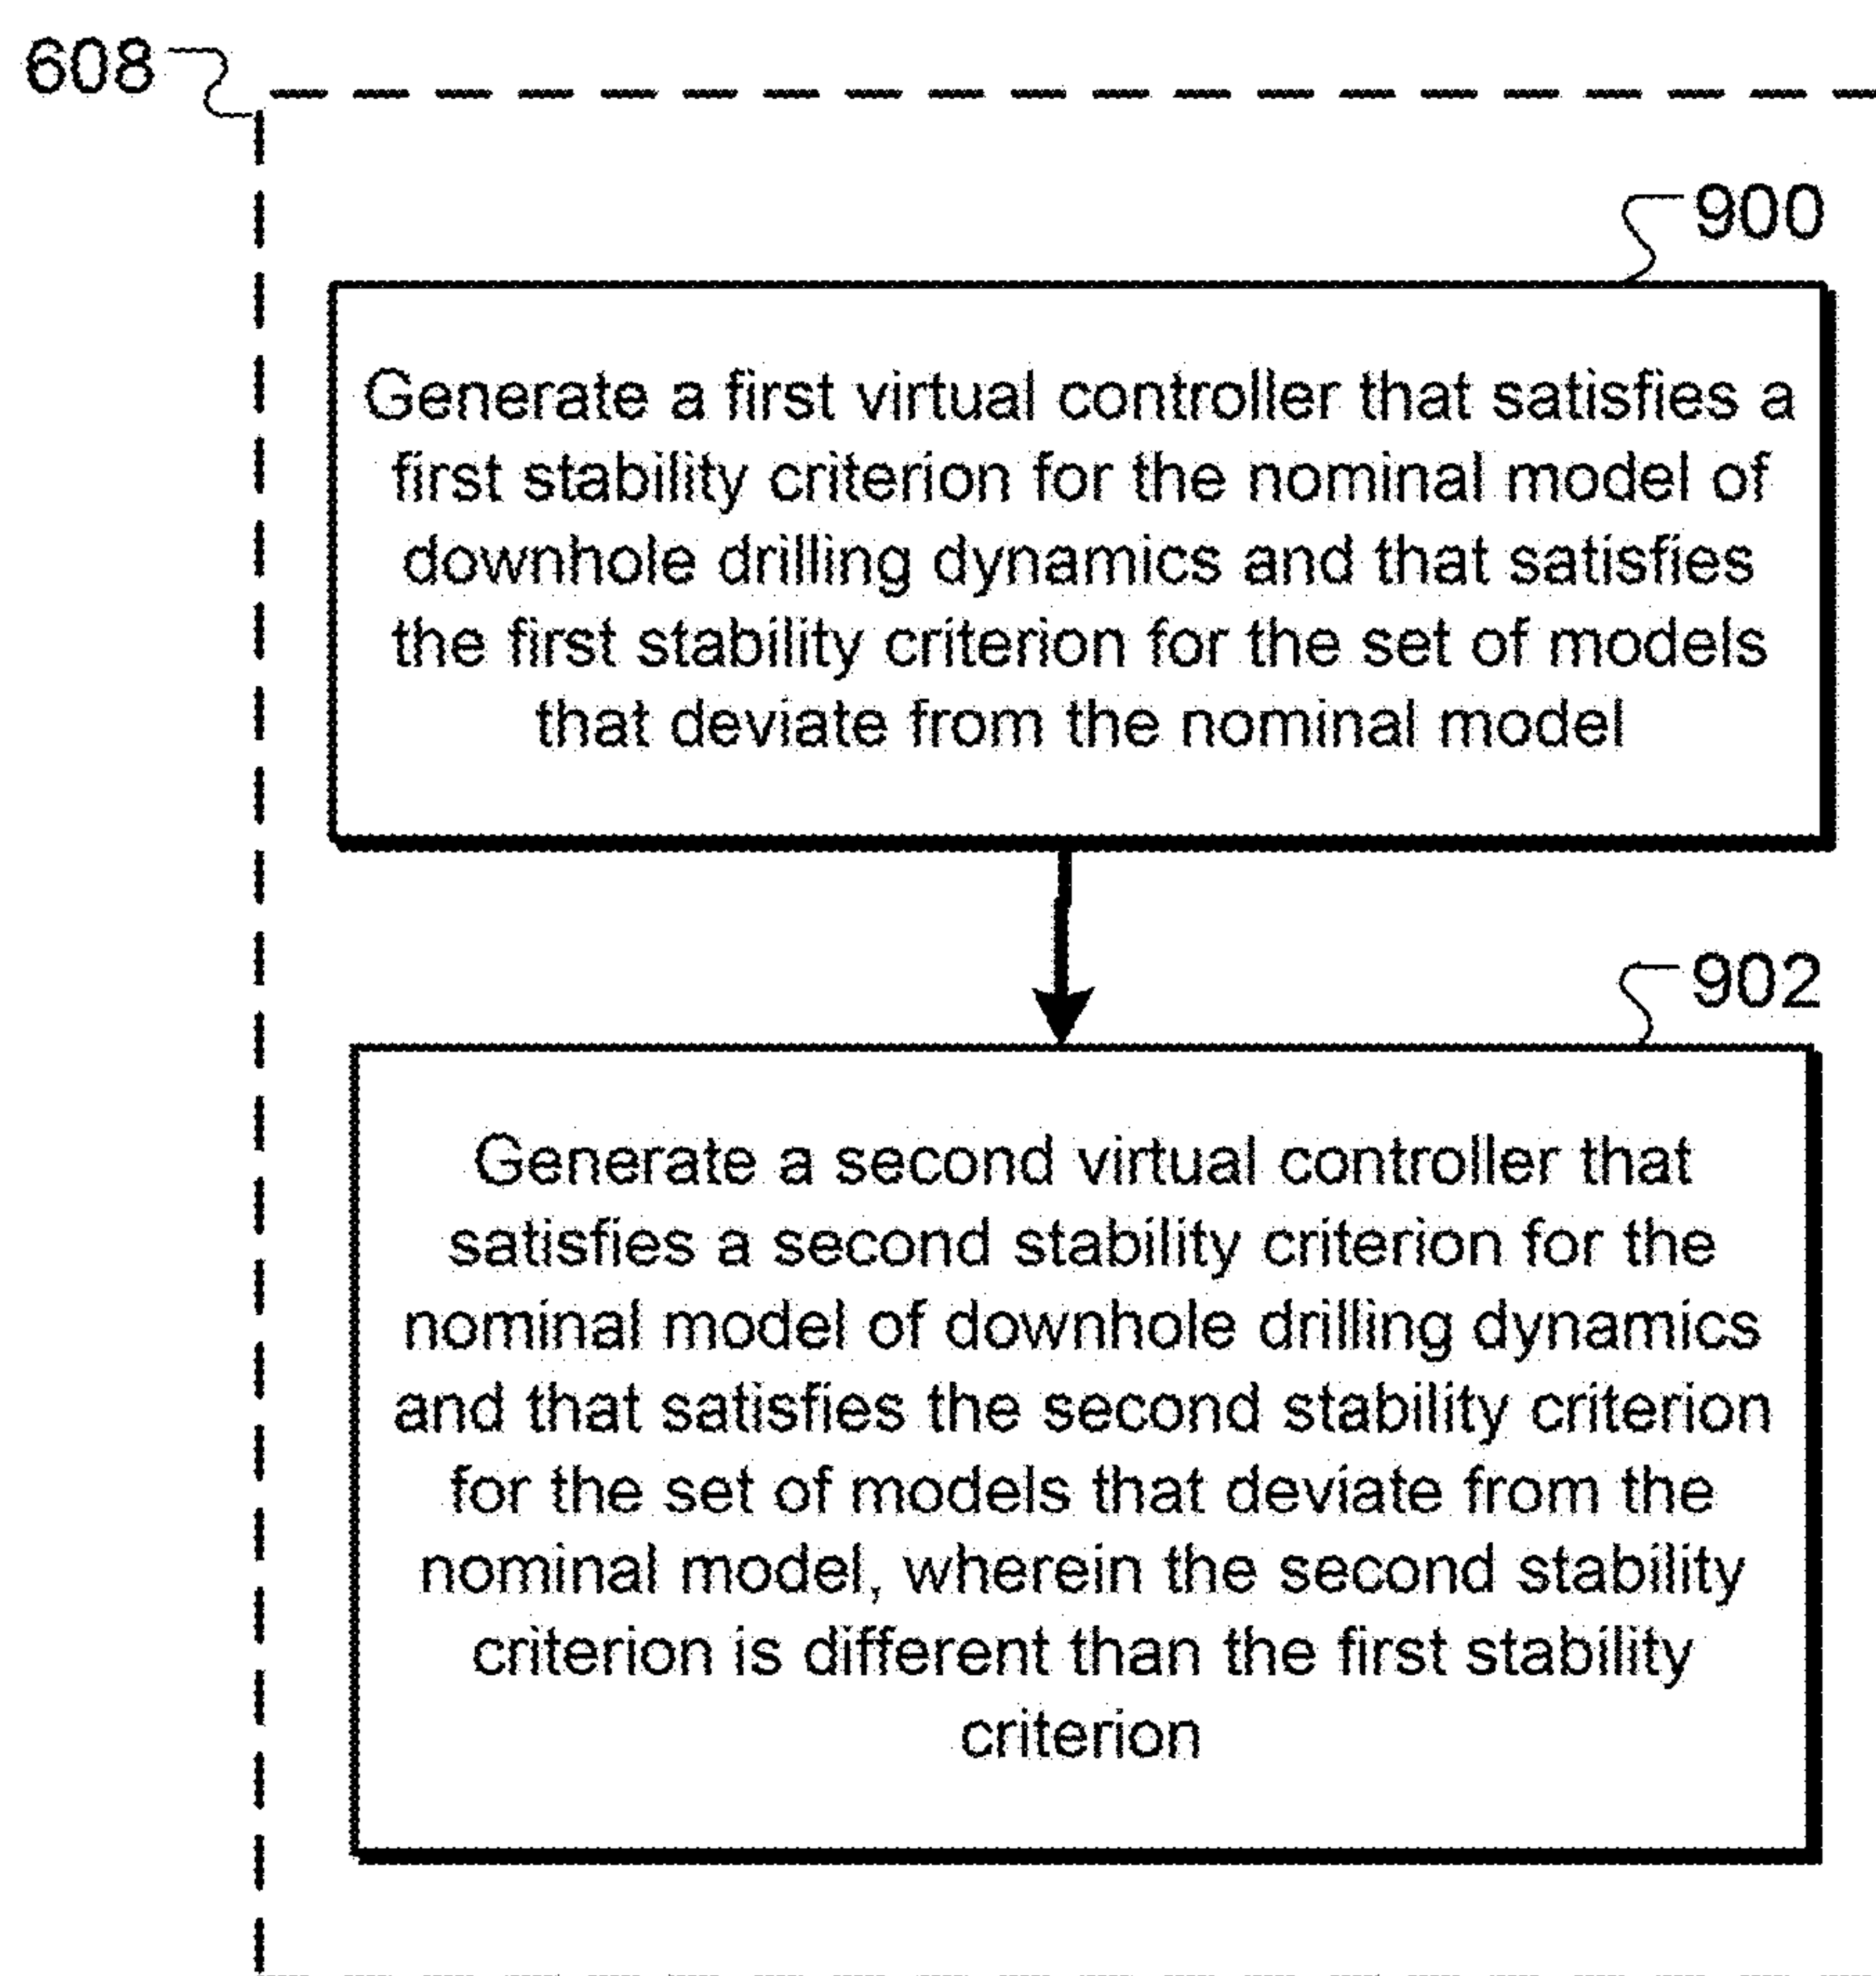 608
900
Generate a first virtual controller that satisfies a
first stability criterion for the nominal model of
downhole drilling dynamics and that satisfies
the first stability criterion for the set of models
that deviate from the nominal model
902
Generate a second virtual controller that
satisfies a second stability criterion for the
nominal model of downhole drilling dynamics
and that satisfies the second stability criterion
for the set of models that deviate from the
nominal model, wherein the second stability
criterion is different than the first stability
criterion